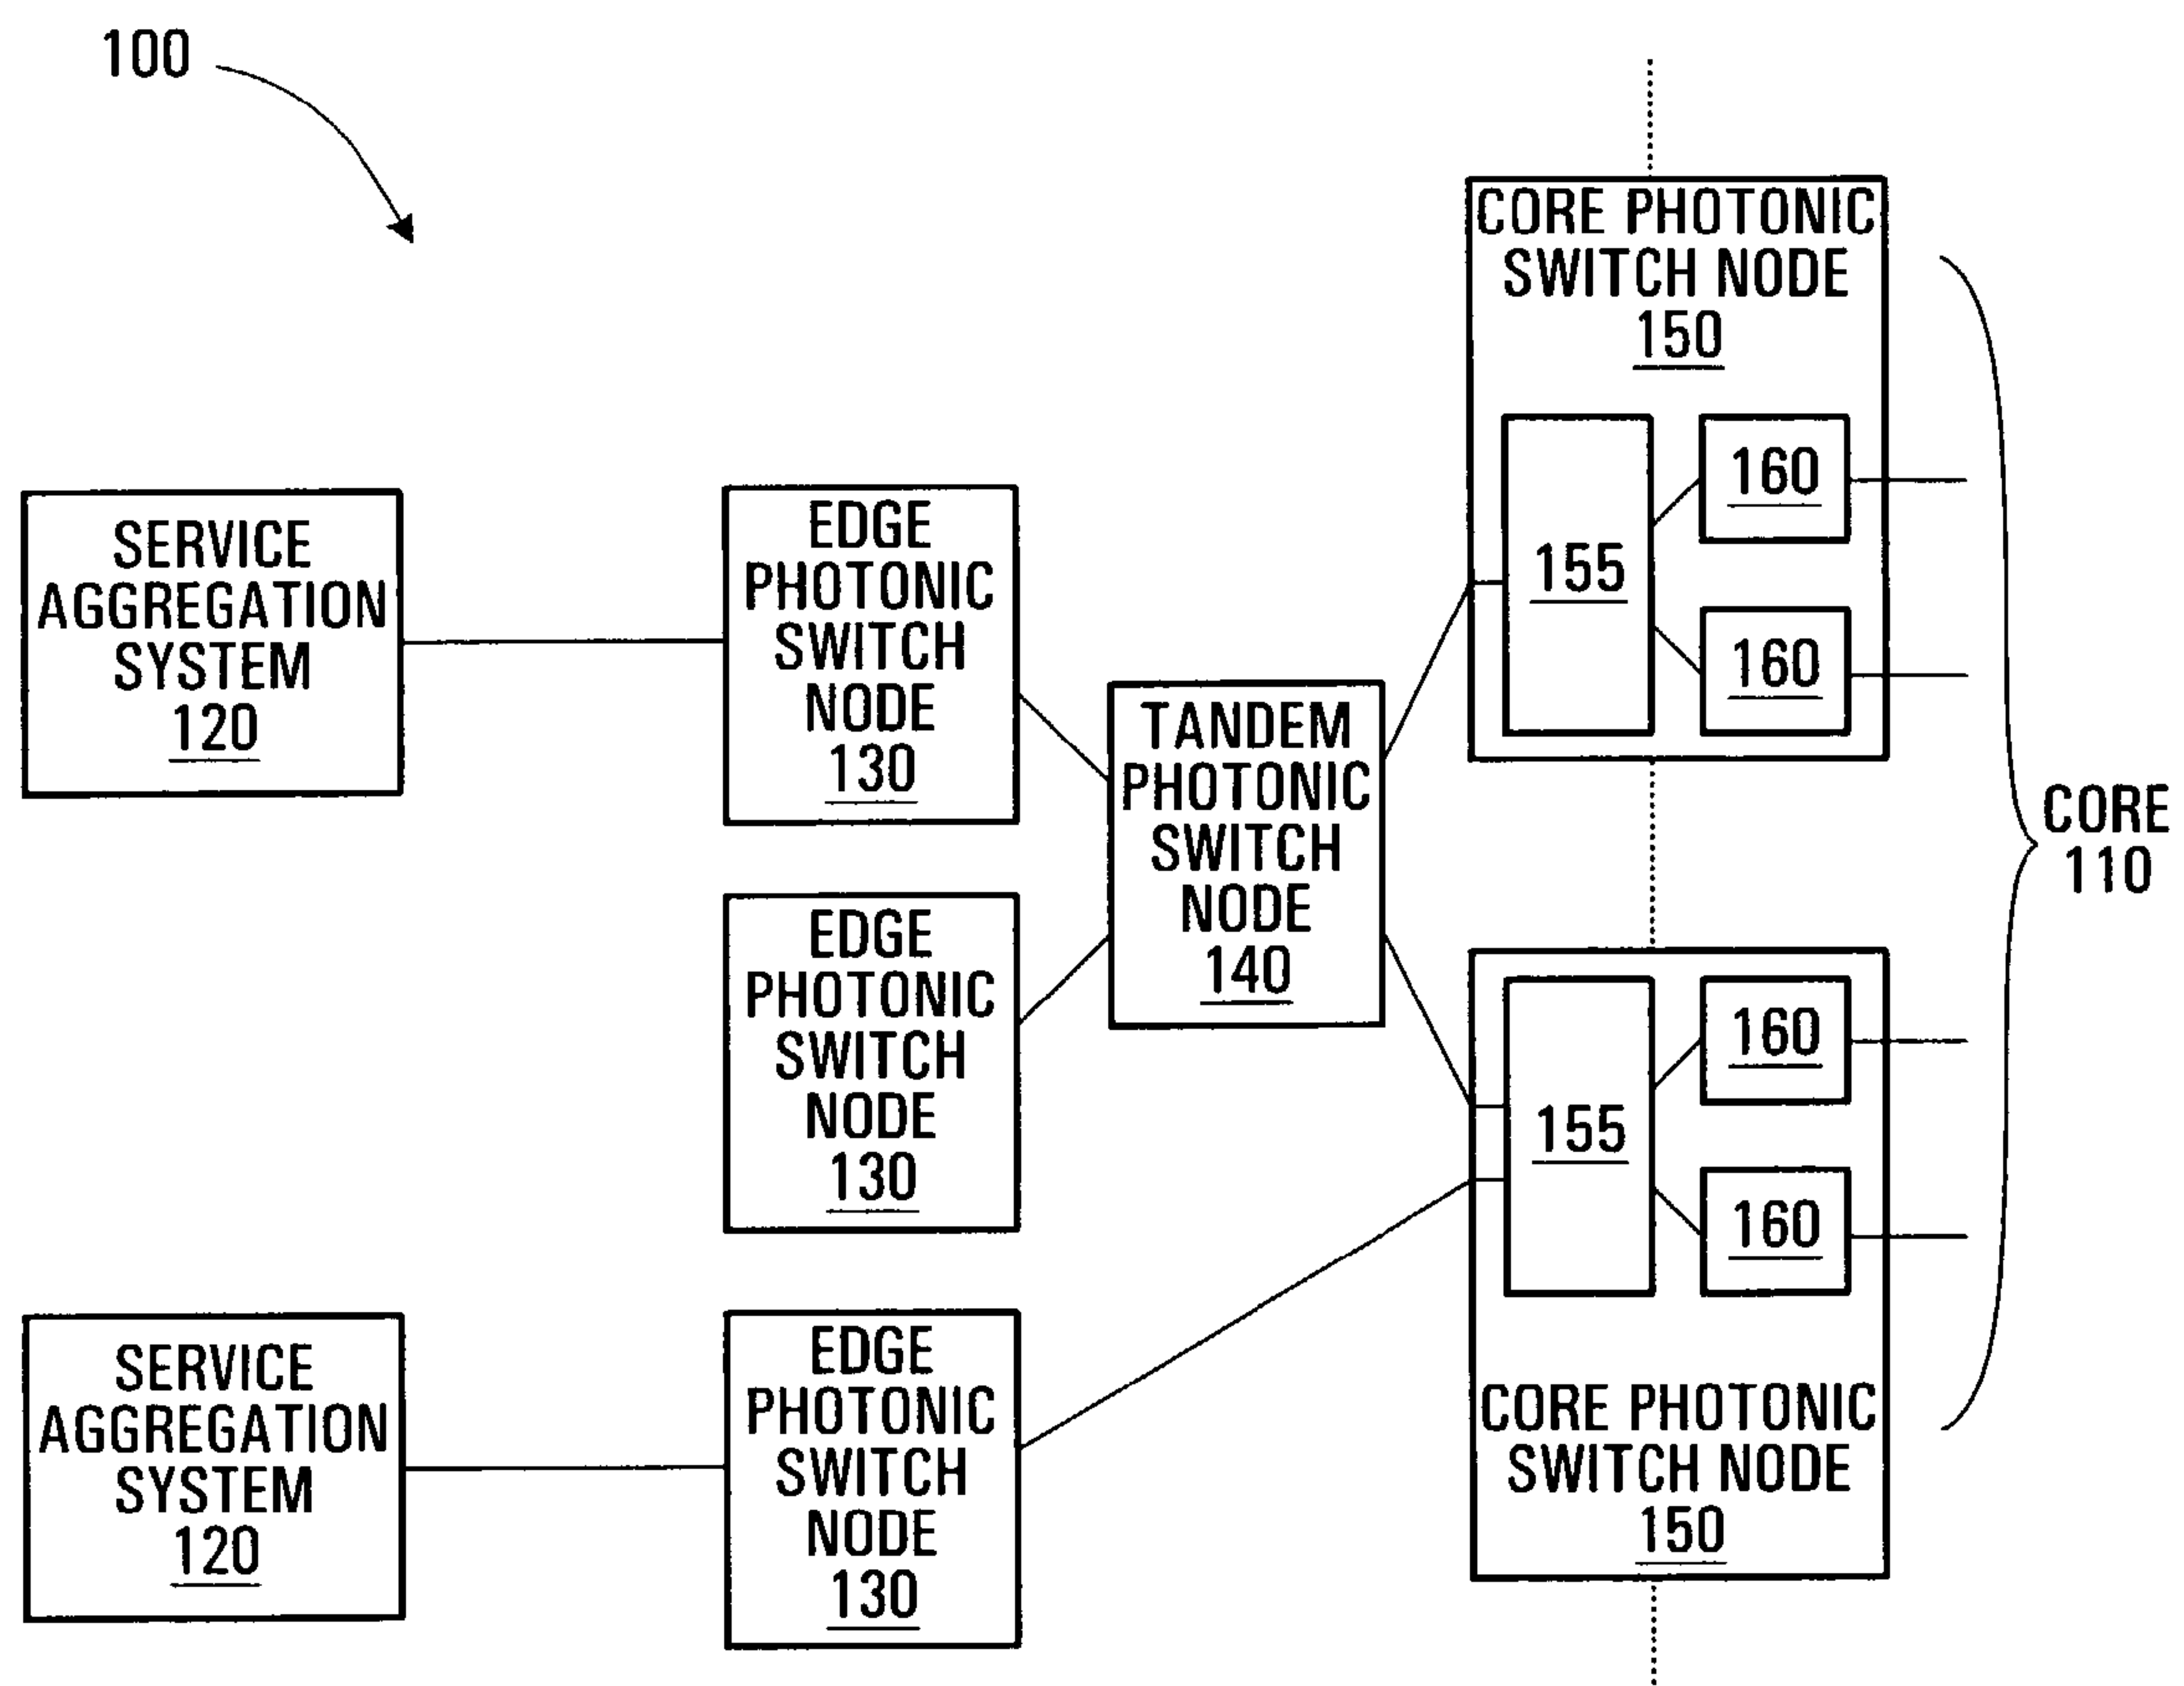 100
CORE PHOTONIC
SWITCH NODE
150
160
155
160
SERVICE
AGGREGATION
SYSTEM
120
EDGE
PHOTONIC
SWITCH
NODE
130
TANDEM
PHOTONIC
SWITCH
NODE
140
CORE
110
EDGE
PHOTONIC
SWITCH
NODE
130
160
155
160
CORE PHOTONIC
SWITCH NODE
150
SERVICE
AGGREGATION
SYSTEM
120
EDGE
PHOTONIC
SWITCH
NODE
130